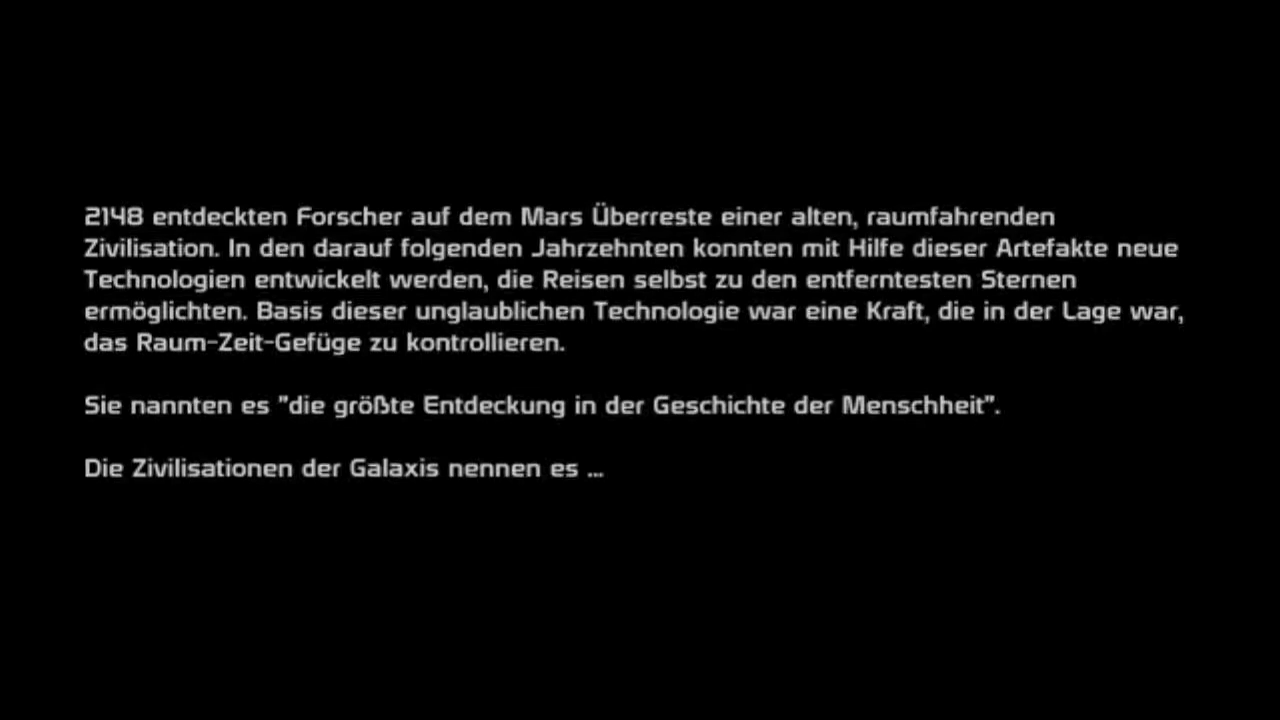 2148 entdeckten Forscher auf dem Mars Überreste einer alten, raumfahrenden
Zivilisation. In den darauf folgenden Jahrzehnten konnten mit Hilfe dieser Artefakte neue
Technologien entwickelt werden, die Reisen selbst zu den entferntesten Sternen
ermöglichten. Basis dieser unglaublichen Technologie war eine Kraft, die in der Lage war,
das Raum-Zeit-Gefüge zu kontrollieren.
Sie nannten es "die größte Entdeckung in der Geschichte der Menschheit".
Die Zivilisationen der Galaxis nennen es ...